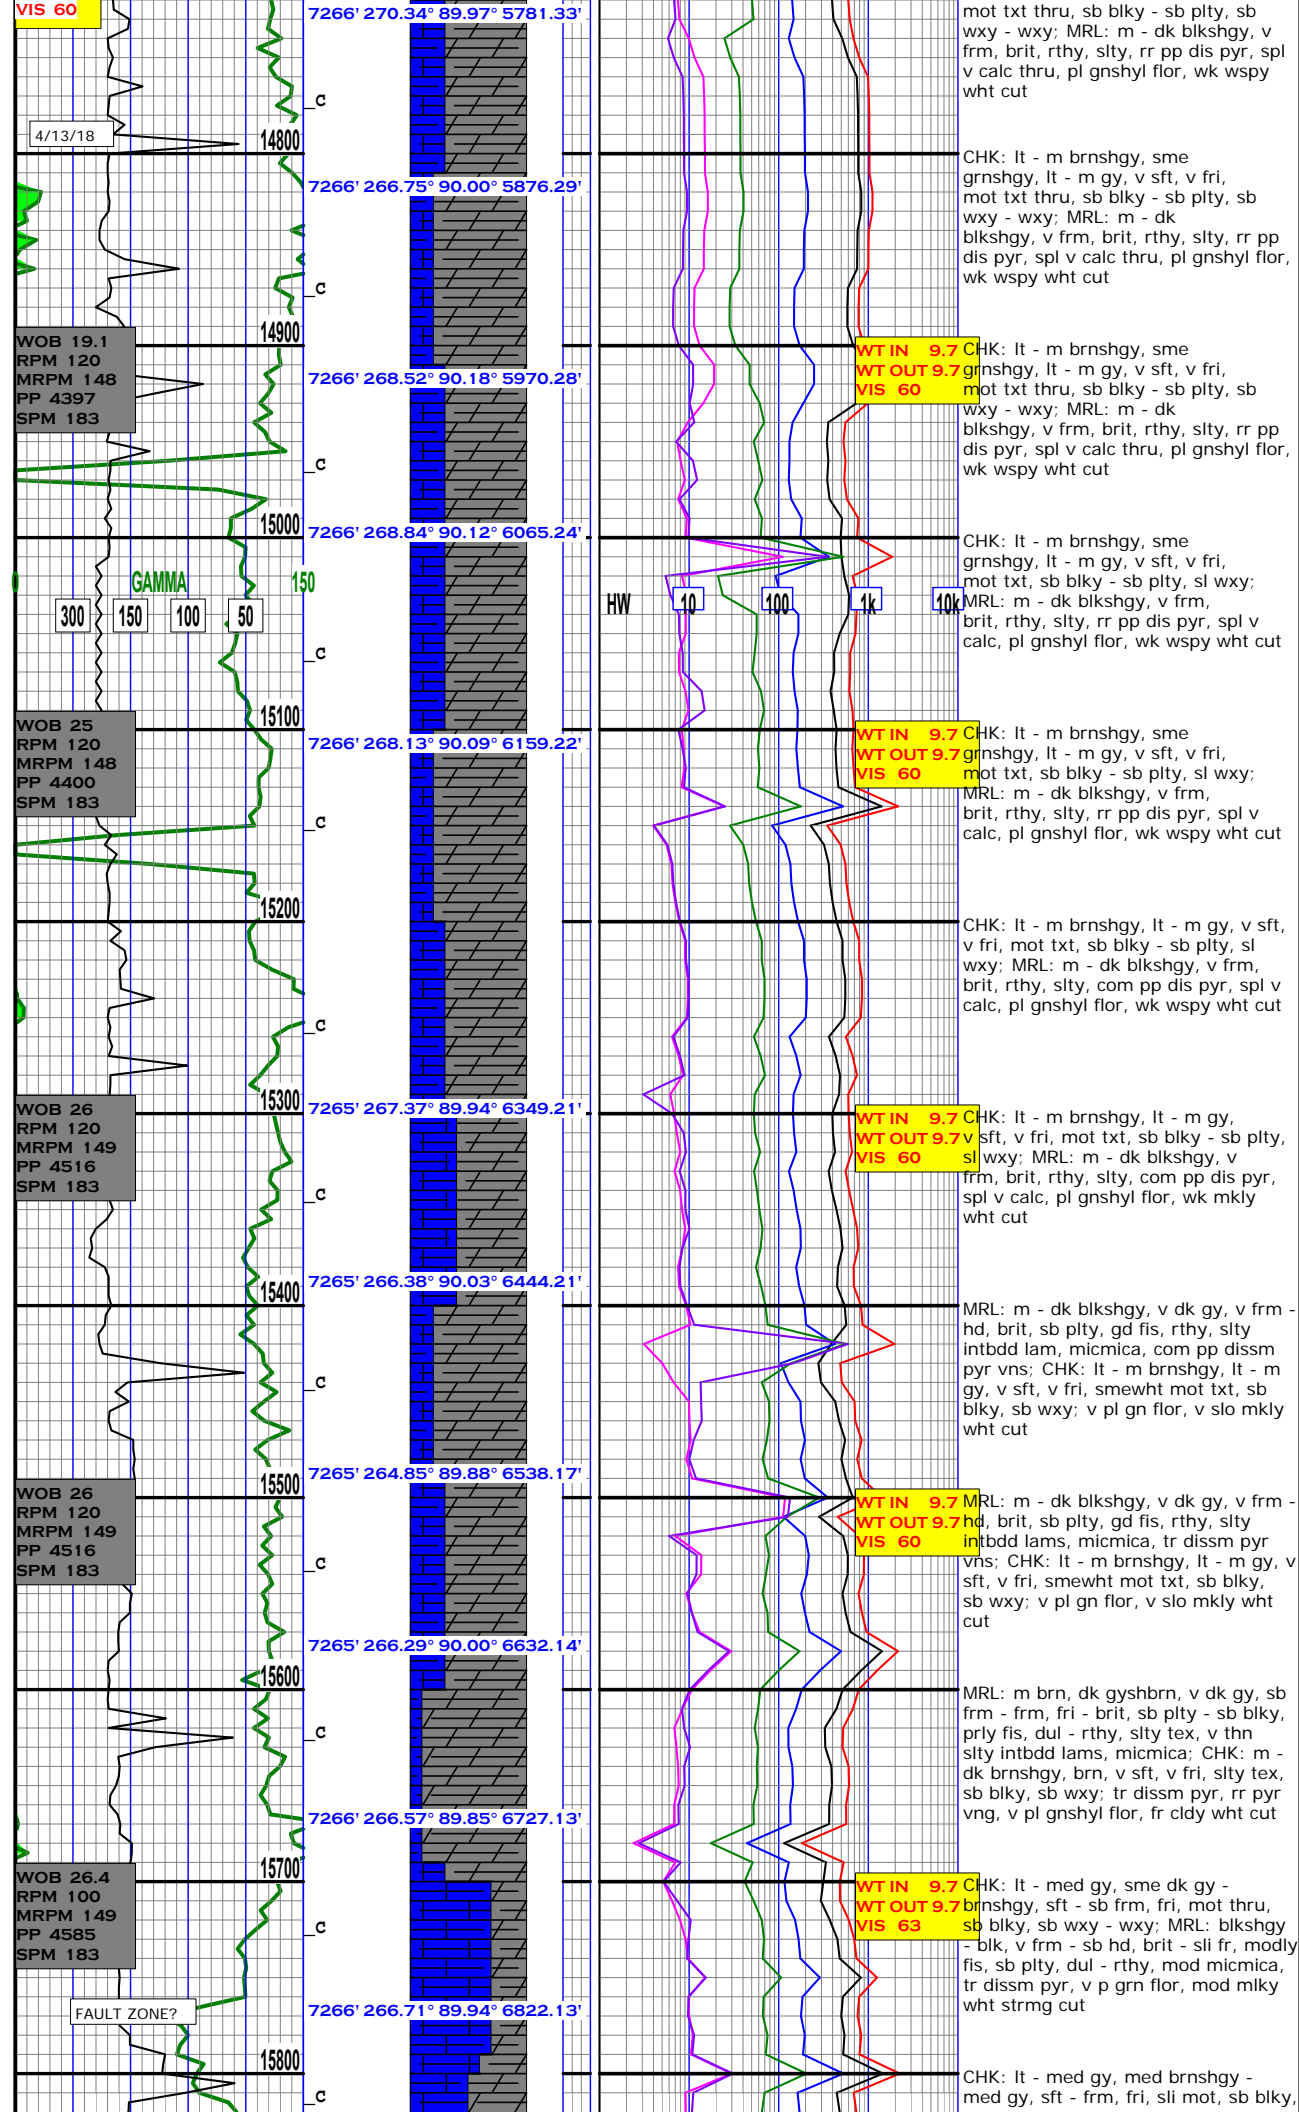 VIS 60
7266' 270.34° 89.97° 5781.33'
mot txt thru, sb blky - sb plty, sb
wxy - wxy; MRL: m - dk blkshgy, v
frm, brit, rthy, slty, rr pp dis pyr, spl
v calc thru, pl gnshyl flor, wk wspy
wht cut
C
4/13/18
14800
7266' 266.75° 90.00° 5876.29'
CHK: lt - m brnshgy, sme
grnshgy, lt - m gy, v sft, v fri,
mot txt thru, sb blky - sb plty, sb
wxy - wxy; MRL: m - dk
blkshgy, v frm, brit, rthy, slty, rr pp
dis pyr, spl v calc thru, pl gnshyl flor,
wk wspy wht cut
C
14900
WOB 19.1
RPM 120
MRPM 148
PP 4397
SPM 183
7266' 268.52° 90.18° 5970.28'
WT IN 9.7
WT OUT 9.7
VIS 60
CHK: lt - m brnshgy, sme
grnshgy, lt - m gy, v sft, v fri,
mot txt thru, sb blky - sb plty, sb
wxy - wxy; MRL: m - dk
blkshgy, v frm, brit, rthy, slty, rr pp
dis pyr, spl v calc thru, pl gnshyl flor,
wk wspy wht cut
C
15000
7266' 268.84° 90.12° 6065.24'
CHK: lt - m brnshgy, sme
grnshgy, lt - m gy, v sft, v fri,
mot txt, sb blky - sb plty, sl wxy;
MRL: m - dk blkshgy, v frm,
brit, rthy, slty, rr pp dis pyr, spl v
calc, pl gnshyl flor, wk wspy wht cut
0 GAMMA 150
300 150 100 50
HW 10 100 1k 10k
C
15100
WOB 25
RPM 120
MRPM 148
PP 4400
SPM 183
7266' 268.13° 90.09° 6159.22'
WT IN 9.7
WT OUT 9.7
VIS 60
CHK: lt - m brnshgy, sme
grnshgy, lt - m gy, v sft, v fri,
mot txt, sb blky - sb plty, sl wxy;
MRL: m - dk blkshgy, v frm,
brit, rthy, slty, rr pp dis pyr, spl v
calc, pl gnshyl flor, wk wspy wht cut
C
15200
CHK: lt - m brnshgy, lt - m gy, v sft,
v fri, mot txt, sb blky - sb plty, sl
wxy; MRL: m - dk blkshgy, v frm,
brit, rthy, slty, com pp dis pyr, spl v
calc, pl gnshyl flor, wk wspy wht cut
C
15300
WOB 26
RPM 120
MRPM 149
PP 4516
SPM 183
7265' 267.37° 89.94° 6349.21'
WT IN 9.7
WT OUT 9.7
VIS 60
CHK: lt - m brnshgy, lt - m gy,
v sft, v fri, mot txt, sb blky - sb plty,
sl wxy; MRL: m - dk blkshgy, v
frm, brit, rthy, slty, com pp dis pyr,
spl v calc, pl gnshyl flor, wk mkly
wht cut
C
7265' 266.38° 90.03° 6444.21'
15400
MRL: m - dk blkshgy, v dk gy, v frm -
hd, brit, sb plty, gd fis, rthy, slty
intbdd lam, micmica, com pp dissm
pyr vns; CHK: lt - m brnshgy, lt - m
gy, v sft, v fri, smewht mot txt, sb
blky, sb wxy; v pl gn flor, v slo mkly
wht cut
C
7265' 264.85° 89.88° 6538.17'
15500
WOB 26
RPM 120
MRPM 149
PP 4516
SPM 183
WT IN 9.7
WT OUT 9.7
VIS 60
MRL: m - dk blkshgy, v dk gy, v frm -
hd, brit, sb plty, gd fis, rthy, slty
intbdd lams, micmica, tr dissm pyr
vns; CHK: lt - m brnshgy, lt - m gy, v
sft, v fri, smewht mot txt, sb blky,
sb wxy; v pl gn flor, v slo mkly wht
cut
C
7265' 266.29° 90.00° 6632.14'
15600
MRL: m brn, dk gyshbrn, v dk gy, sb
frm - frm, fri - brit, sb plty - sb blky,
prly fis, dul - rthy, slty tex, v thn
slty intbdd lams, micmica; CHK: m -
dk brnshgy, brn, v sft, v fri, slty tex,
sb blky, sb wxy; tr dissm pyr, rr pyr
vng, v pl gnshyl flor, fr cldy wht cut
C
7266' 266.57° 89.85° 6727.13'
15700
WOB 26.4
RPM 100
MRPM 149
PP 4585
SPM 183
WT IN 9.7
WT OUT 9.7
VIS 63
CHK: lt - med gy, sme dk gy -
brnshgy, sft - sb frm, fri, mot thru,
sb blky, sb wxy - wxy; MRL: blkshgy
- blk, v frm - sb hd, brit - sli fr, modly
fis, sb plty, dul - rthy, mod micmica,
tr dissm pyr, v p grn flor, mod mlky
wht strmg cut
C
FAULT ZONE?
7266' 266.71° 89.94° 6822.13'
15800
CHK: lt - med gy, med brnshgy -
med gy, sft - frm, fri, sli mot, sb blky,
C